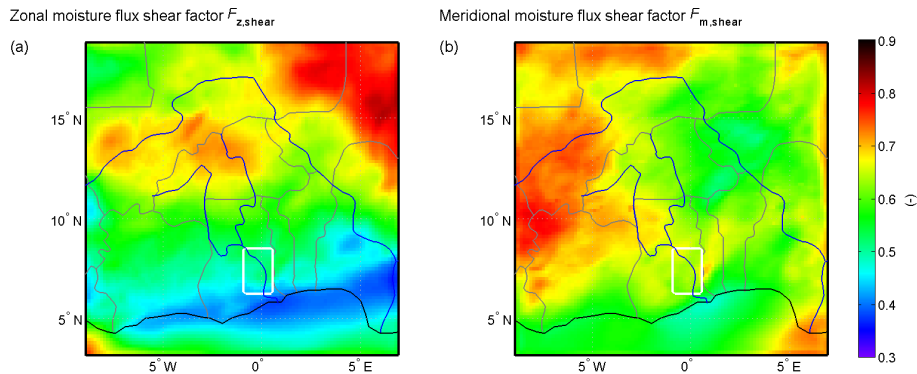 Zonal moisture flux shear factor F z,shear
Meridional moisture flux shear factor F m,shear
(a)
(b)
0.9
0.8
0.7
0.6
0.5
0.4
0.3
(-)
15° N
10° N
5° N
5° W
0°
5° E
15° N
10° N
5° N
5° W
0°
5° E